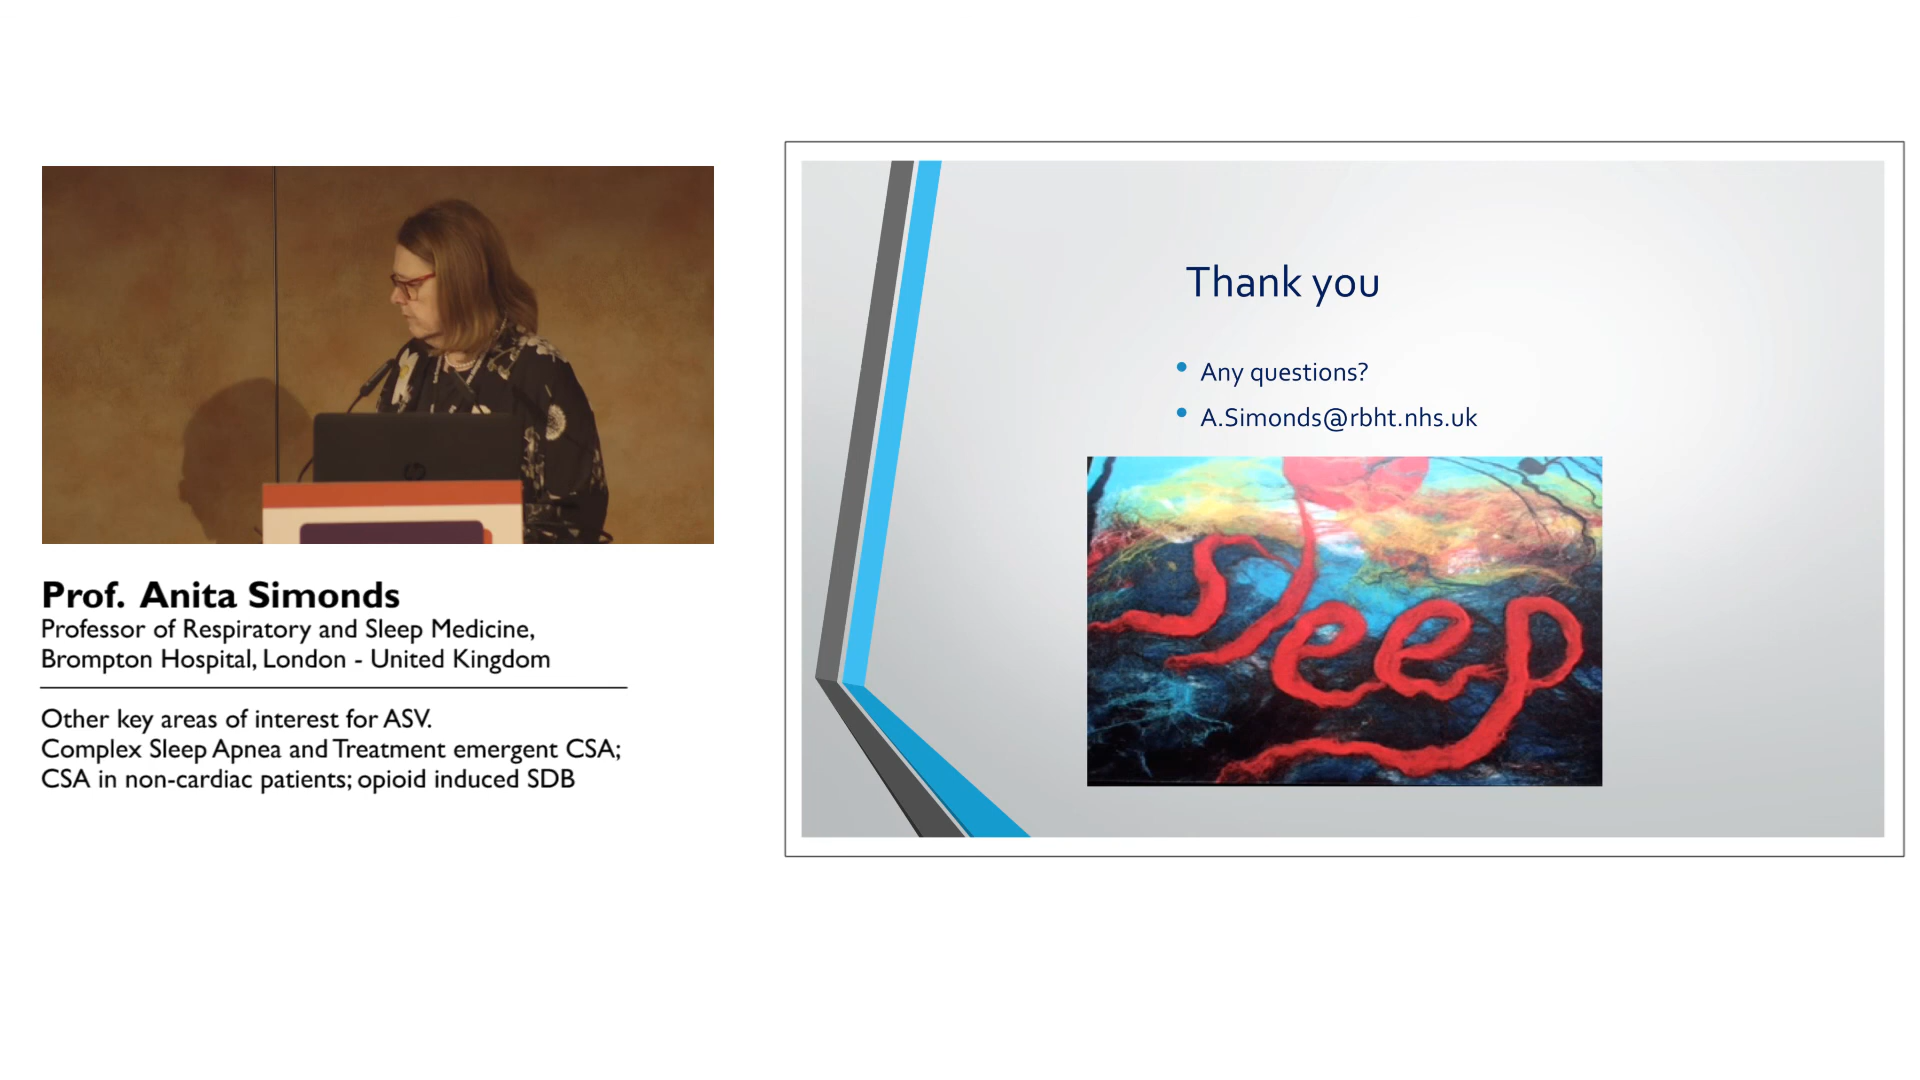 Prof. Anita Simonds
Professor of Respiratory and Sleep Medicine,
Brompton Hospital, London - United Kingdom
Other key areas of interest for ASV.
Complex Sleep Apnea and Treatment emergent CSA;
CSA in non-cardiac patients; opioid induced SDB
Thank you
• Any questions?
• A.Simonds@rbht.nhs.uk
Sleep